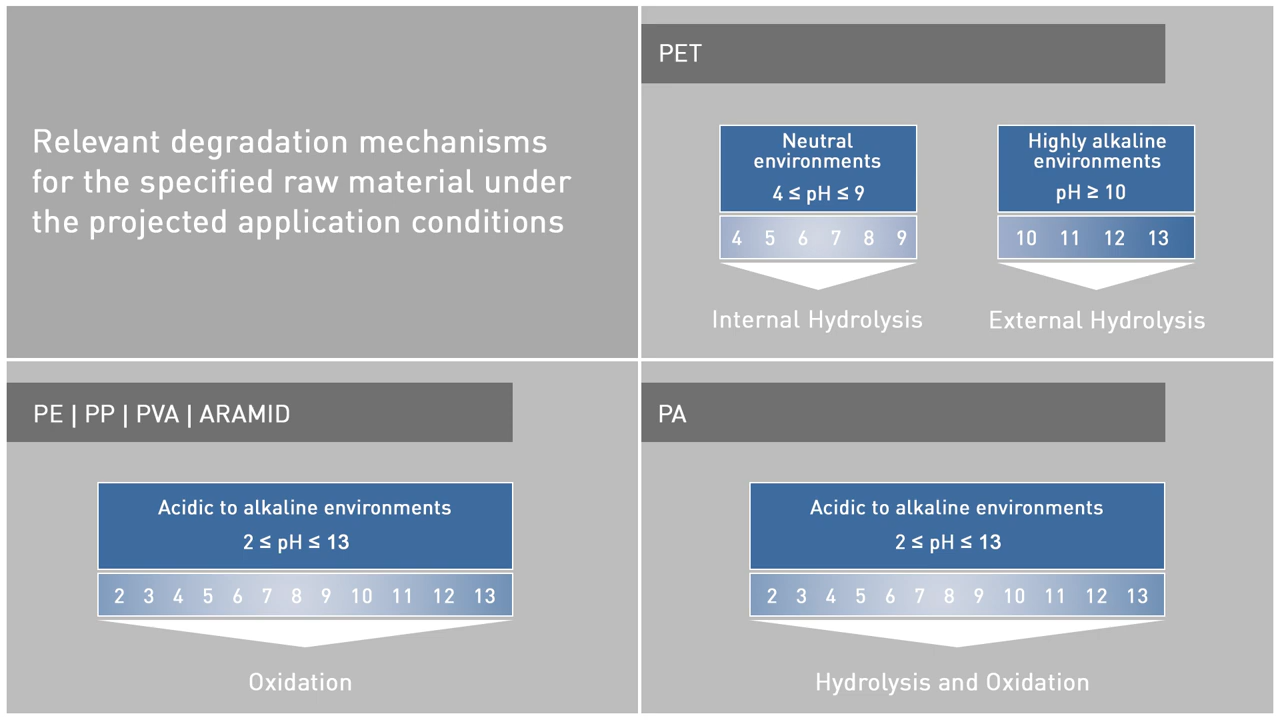 Relevant degradation mechanisms
for the specified raw material under
the projected application conditions
PET
Neutral
environments
4 ≤ pH ≤ 9
4 5 6 7 8 9
Internal Hydrolysis
Highly alkaline
environments
pH ≥ 10
10 11 12 13
External Hydrolysis
PE | PP | PVA | ARAMID
Acidic to alkaline environments
2 ≤ pH ≤ 13
2 3 4 5 6 7 8 9 10 11 12 13
Oxidation
PA
Acidic to alkaline environments
2 ≤ pH ≤ 13
2 3 4 5 6 7 8 9 10 11 12 13
Hydrolysis and Oxidation